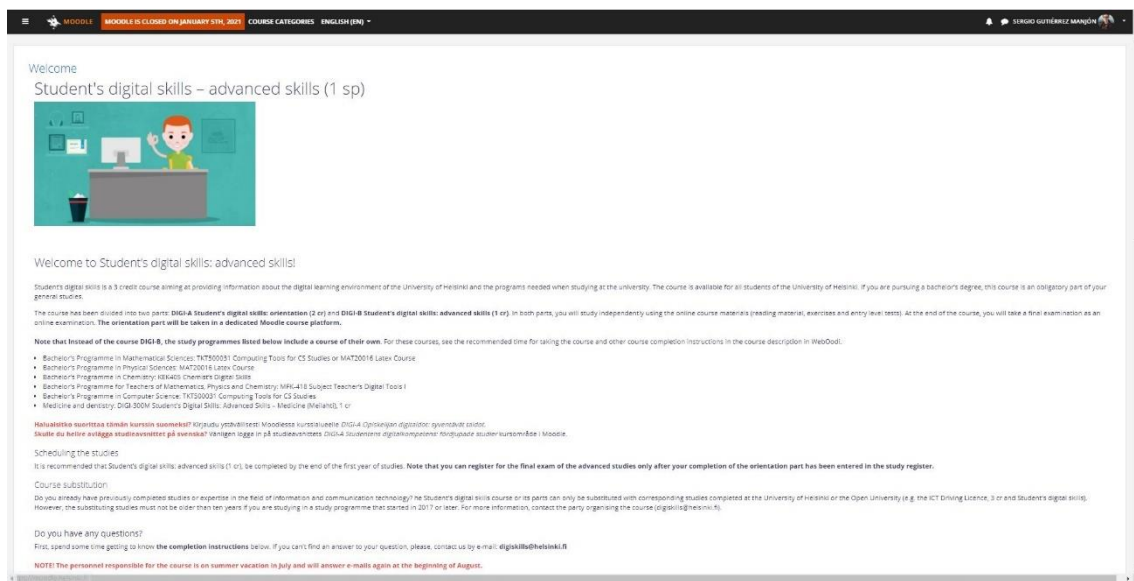 MOODLE MOODLE IS CLOSED ON JANUARY 5TH, 2021 COURSE CATEGORIES ENGLISH (EN) SERGIO GUTIÉRREZ MANJÓN
Welcome
Student's digital skills – advanced skills (1 sp)
Welcome to Student's digital skills: advanced skills!
Student's digital skills is a 3 credit course aiming at providing information about the digital learning environment of the University of Helsinki and the programs needed when studying at the university. The course is available for all students of the University of Helsinki. If you are pursuing a bachelor's degree, this course is an obligatory part of your
general studies.
The course has been divided into two parts: DIGI-A Student's digital skills: orientation (2 cr) and DIGI-B Student's digital skills: advanced skills (1 cr). In both parts, you will study independently using the online course materials (reading material, exercises and entry level tests). At the end of the course, you will take a final examination as an
online examination. The orientation part will be taken in a dedicated Moodle course platform.
Note that instead of the course DIGI-B, the study programmes listed below include a course of their own. For these courses, see the recommended time for taking the course and other course completion instructions in the course description in WebOodi.
• Bachelor's Programme in Mathematical Sciences: TKT500031 Computing Tools for CS Studies or MAT20016 Latex Course
• Bachelor's Programme in Physical Sciences: MAT20016 Latex Course
• Bachelor's Programme in Chemistry: KEK405 Chemist's Digital Skills
• Bachelor's Programme for Teachers of Mathematics, Physics and Chemistry: MFK-418 Subject Teacher's Digital Tools I
• Bachelor's Programme in Computer Science: TKT500031 Computing Tools for CS Studies
• Medicine and dentistry: DIGI-300M Student's Digital Skills: Advanced Skills – Medicine (Meilahti), 1 cr
Haluaisitko suorittaa tämän kurssin suomeksi? Kirjaudu ystävällisesti Moodlessa kurssialueelle DIGI-A Opiskelijan digitaidot: syventävät taidot.
Skulle du hellre avlägga studieavsnittet på svenska? Vänligen logga in på studieavsnittets DIGI-A Studentens digitalkompetens: fördjupade studier kursområde i Moodle.
Scheduling the studies
It is recommended that Student's digital skills: advanced skills (1 cr), be completed by the end of the first year of studies. Note that you can register for the final exam of the advanced studies only after your completion of the orientation part has been entered in the study register.
Course substitution
Do you already have previously completed studies or expertise in the field of information and communication technology? he Student's digital skills course or its parts can only be substituted with corresponding studies completed at the University of Helsinki or the Open University (e.g. the ICT Driving Licence, 3 cr and Student's digital skills).
However, the substituting studies must not be older than ten years if you are studying in a study programme that started in 2017 or later. For more information, contact the party organising the course (digiskills@helsinki.fi).
Do you have any questions?
First, spend some time getting to know the completion instructions below. If you can't find an answer to your question, please, contact us by e-mail: digiskills@helsinki.fi
NOTE! The personnel responsible for the course is on summer vacation in July and will answer e-mails again at the beginning of August.